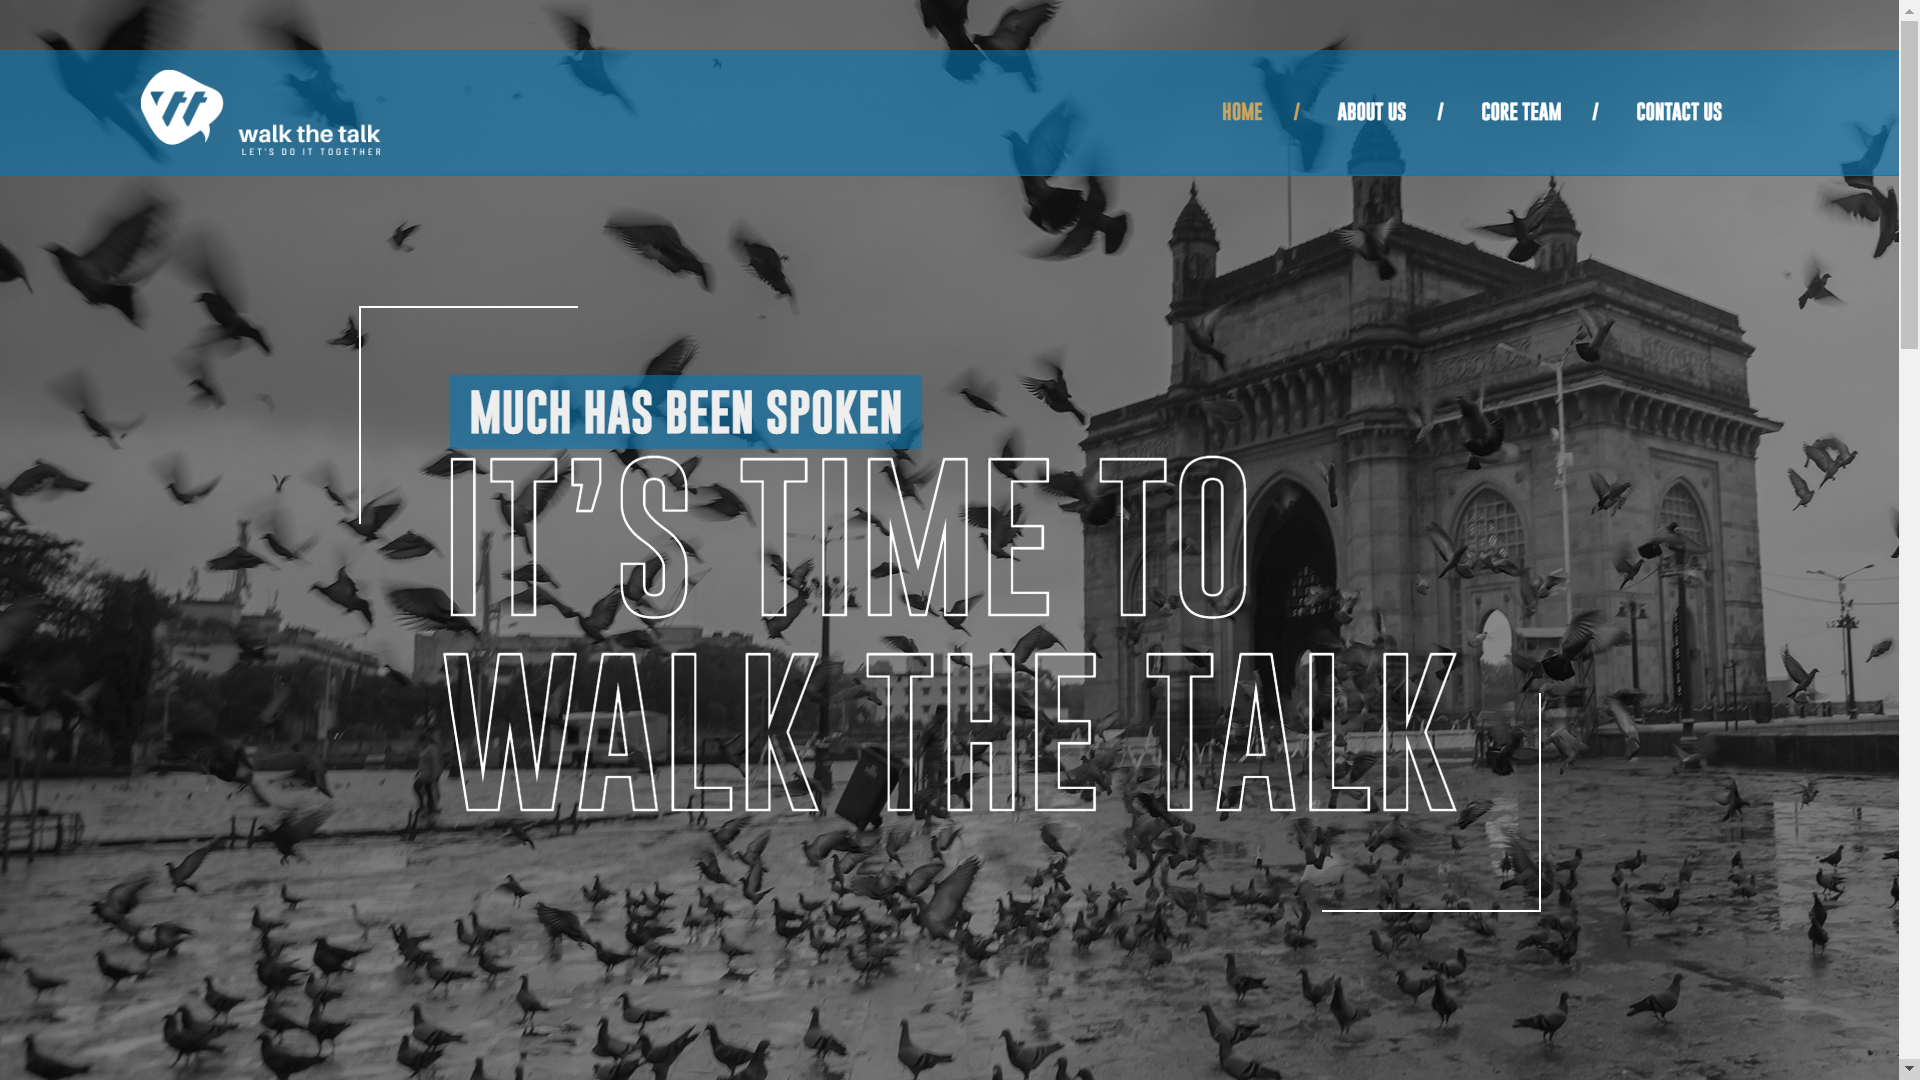 walk the talk
LET'S DO IT TOGETHER
HOME / ABOUT US / CORE TEAM / CONTACT US
MUCH HAS BEEN SPOKEN
IT'S TIME TO
WALK THE TALK